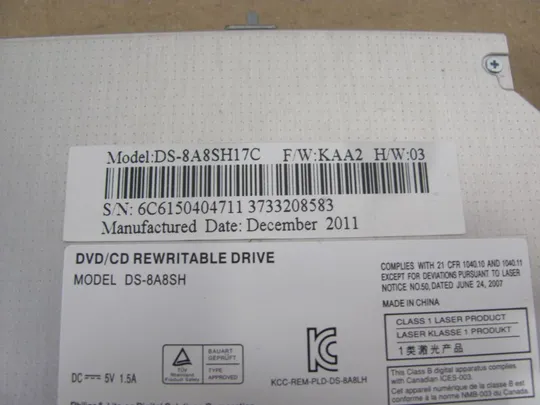 Model:DS-8A8SH17C F/W:KAA2 H/W:03
S/N: 6C6150404711 3733208583
Manufactured Date: December 2011
DVD/CD REWRITABLE DRIVE
MODEL DS-8A8SH
COMPLIES WITH 21 CFR 1040.10 AND 1040.11
EXCEPT FOR DEVIATIONS PURSUANT TO LASER
NOTICE NO.50, DATED JUNE 24, 2007
MADE IN CHINA
CLASS 1 LASER PRODUCT
LASER KLASSE 1 PRODUKT
1类激光产品
DC 5V 1.5A
TÜV
Rheinland
Product Safety
BAUART
GEPRÜFT
TYPE
APPROVED
KCC-REM-PLD-DS-8A8LH
This Class B digital apparatus complies
with Canadian ICES-003.
Cet appareil numérique de la classe B est
conforme à la norme NMB-003 du Canada.